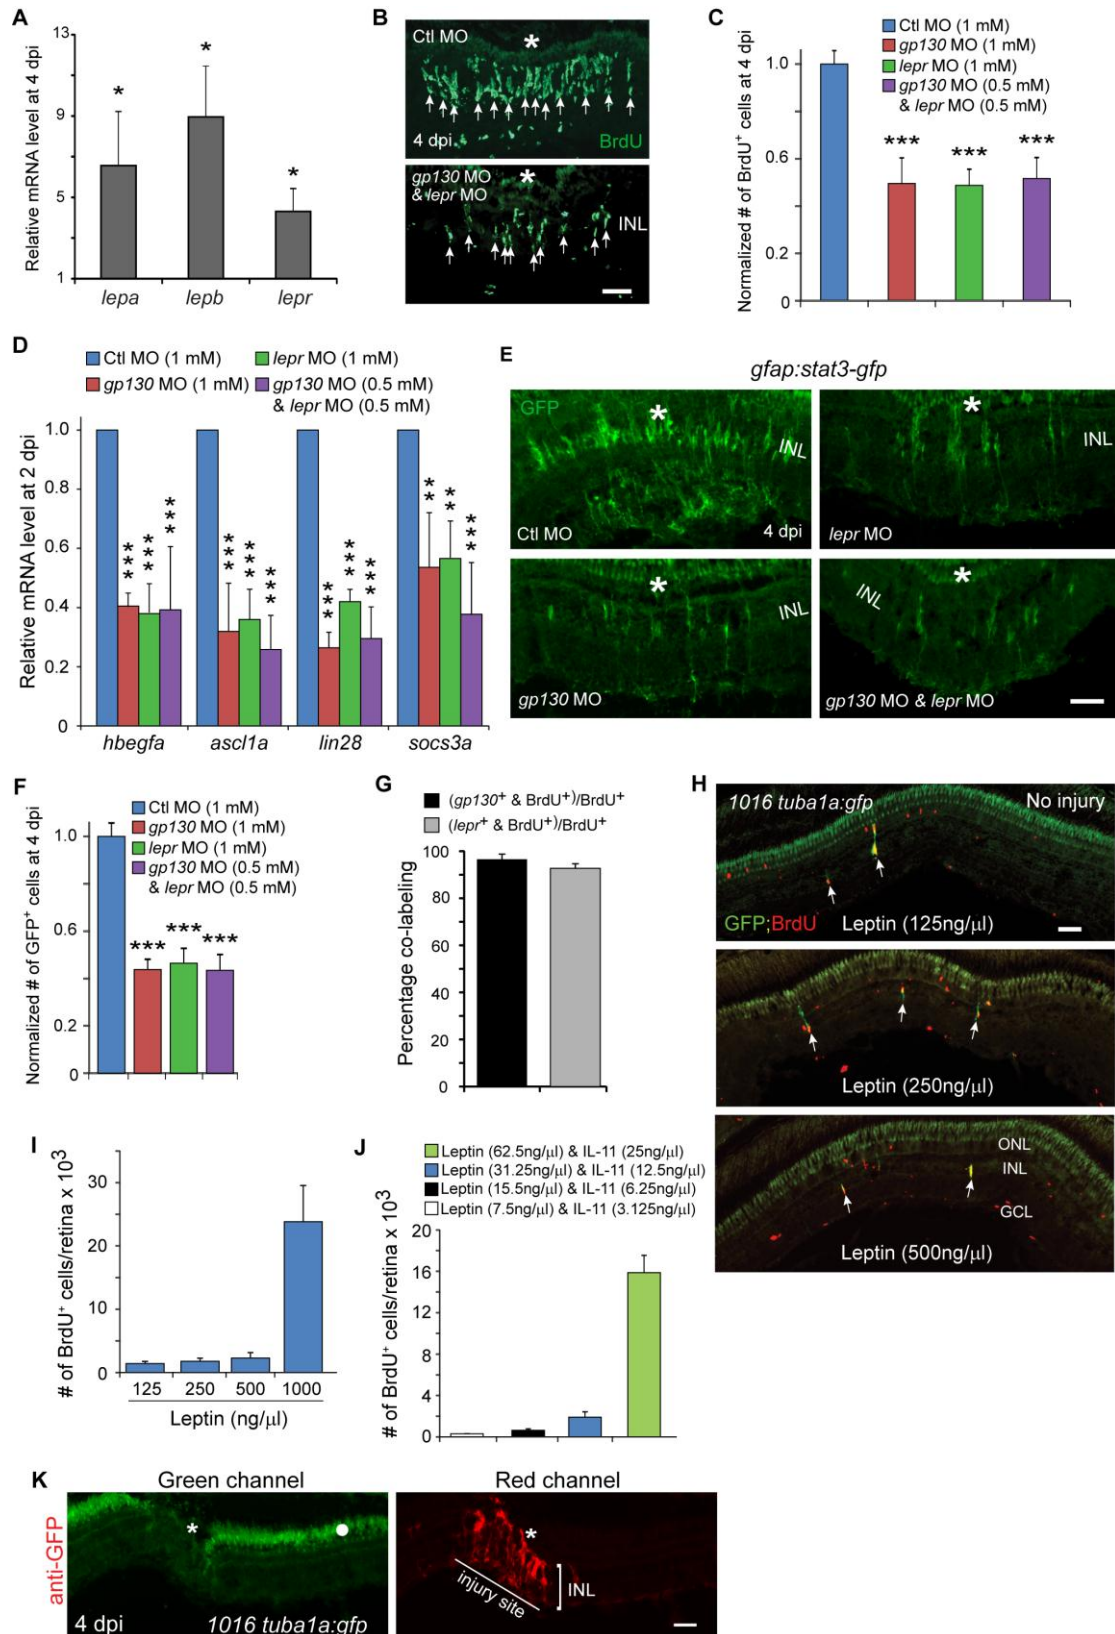 A
Relative mRNA level at 4 dpi
13
9
5
1
*
*
*
lepa
lepb
lepr
B
Ctl MO
*
4 dpi
BrdU
gp130 MO
& lepr MO
*
INL
C
Ctl MO (1 mM)
gp130 MO (1 mM)
lepr MO (1 mM)
gp130 MO (0.5 mM)
& lepr MO (0.5 mM)
Normalized # of BrdU+ cells at 4 dpi
1.0
0.6
0.2
0
***
***
***
D
Ctl MO (1 mM)
lepr MO (1 mM)
gp130 MO (1 mM)
gp130 MO (0.5 mM)
& lepr MO (0.5 mM)
Relative mRNA level at 2 dpi
1.0
0.8
0.6
0.4
0.2
0
***
***
***
***
***
***
***
***
***
**
**
***
hbegfa
ascl1a
lin28
socs3a
E
gfap:stat3-gfp
GFP
*
INL
Ctl MO
4 dpi
*
INL
lepr MO
*
INL
gp130 MO
*
INL
gp130 MO & lepr MO
F
Ctl MO (1 mM)
gp130 MO (1 mM)
lepr MO (1 mM)
gp130 MO (0.5 mM)
& lepr MO (0.5 mM)
Normalized # of GFP+ cells at 4 dpi
1.0
0.6
0.2
0
***
***
***
G
(gp130+ & BrdU+)/BrdU+
(lepr+ & BrdU+)/BrdU+
Percentage co-labeling
100
80
60
40
20
0
H
1016 tuba1a:gfp
No injury
GFP;BrdU
Leptin (125ng/µl)
Leptin (250ng/µl)
ONL
INL
GCL
Leptin (500ng/µl)
I
# of BrdU+ cells/retina x 10³
30
20
10
0
125
250
500
1000
Leptin (ng/µl)
J
Leptin (62.5ng/µl) & IL-11 (25ng/µl)
Leptin (31.25ng/µl) & IL-11 (12.5ng/µl)
Leptin (15.5ng/µl) & IL-11 (6.25ng/µl)
Leptin (7.5ng/µl) & IL-11 (3.125ng/µl)
# of BrdU+ cells/retina x 10³
16
12
8
4
0
K
Green channel
Red channel
anti-GFP
*
4 dpi
1016 tuba1a:gfp
*
injury site
INL